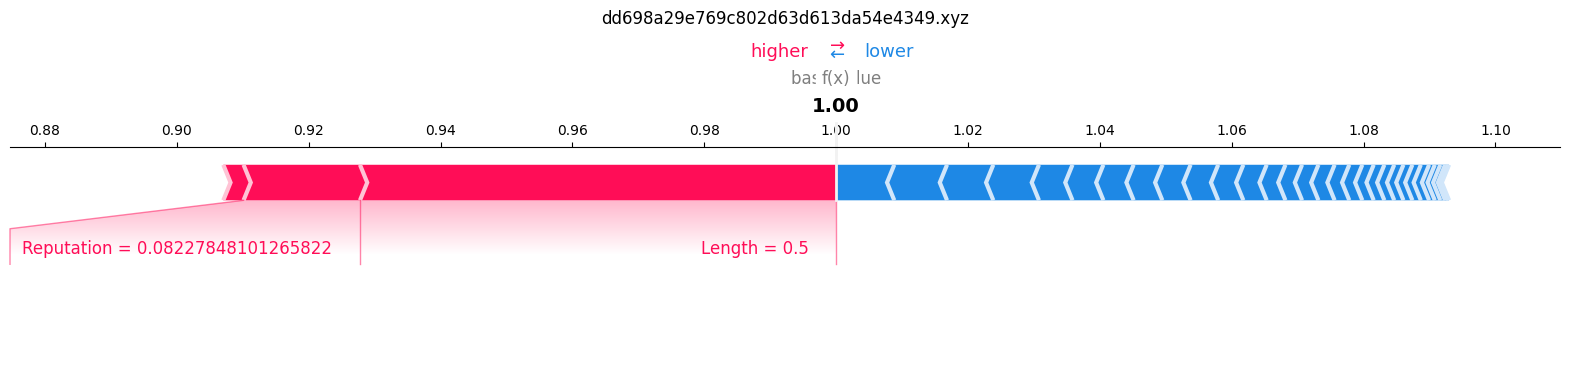 dd698a29e769c802d63d613da54e4349.xyz
higher ⇄ lower
f(x)
1.00
0.88 0.90 0.92 0.94 0.96 0.98 1.00 1.02 1.04 1.06 1.08 1.10
Reputation = 0.08227848101265822 Length = 0.5